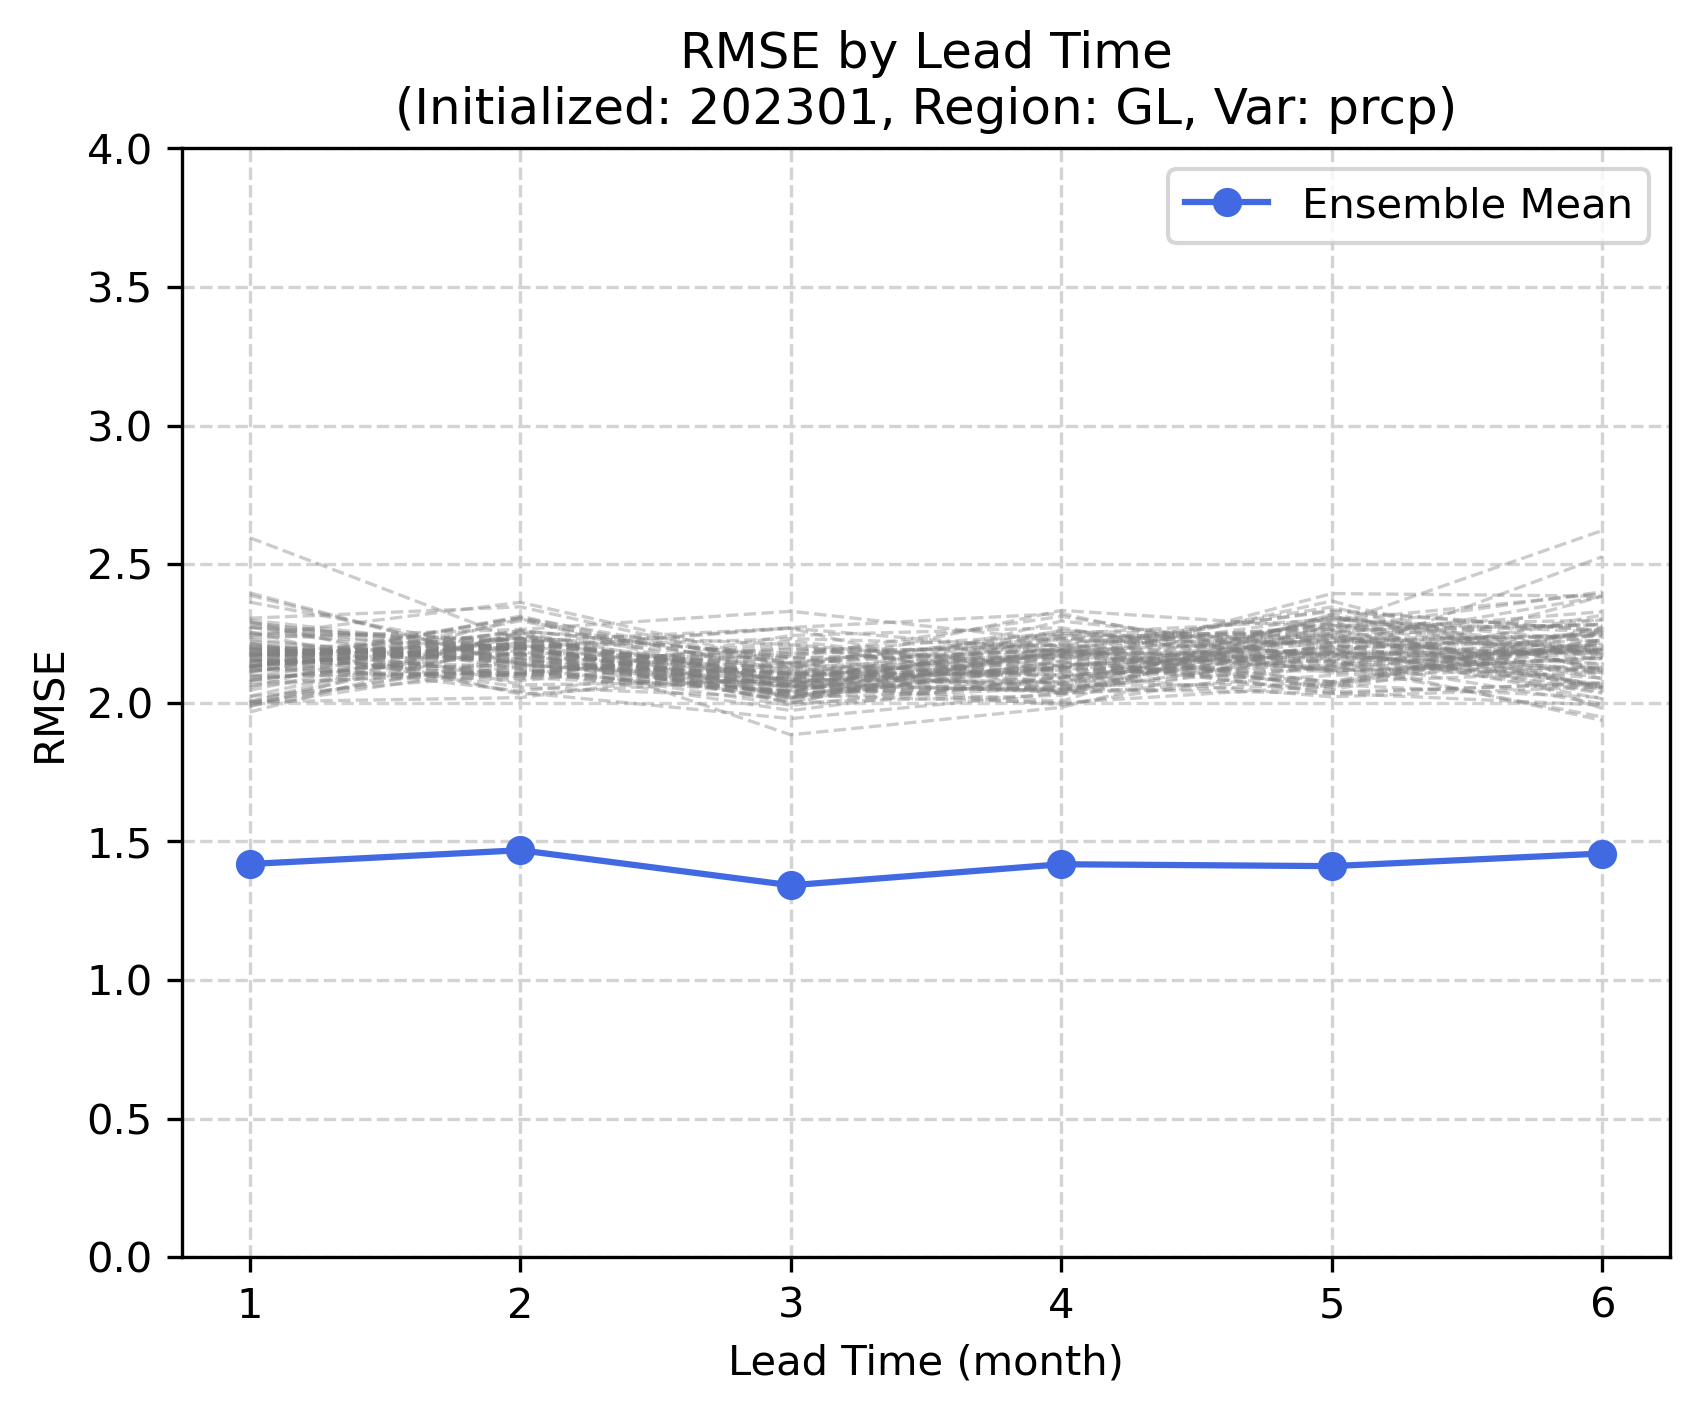 RMSE by Lead Time
(Initialized: 202301, Region: GL, Var: prcp)
Ensemble Mean
4.0
3.5
3.0
2.5
2.0
1.5
1.0
0.5
0.0
RMSE
1 2 3 4 5 6
Lead Time (month)